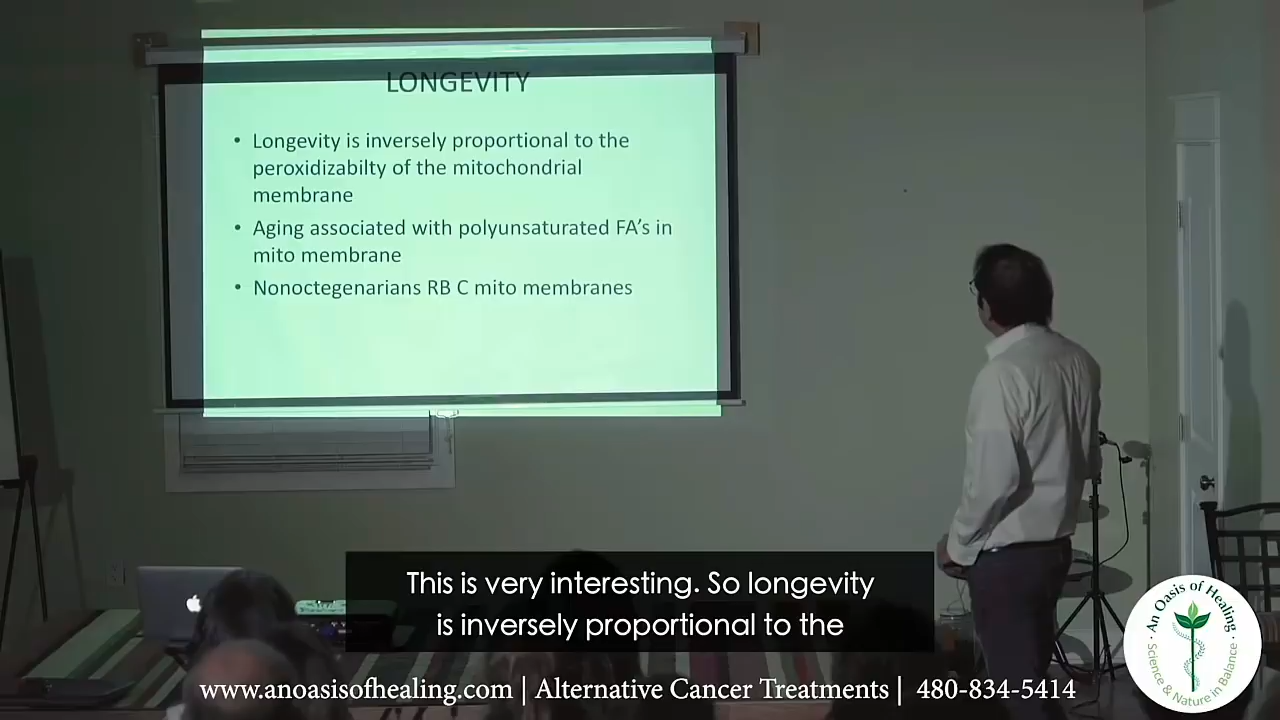 LONGEVITY
• Longevity is inversely proportional to the
peroxidizabilty of the mitochondrial
membrane
• Aging associated with polyunsaturated FA's in
mito membrane
• Nonoctegenarians RB C mito membranes
This is very interesting. So longevity
is inversely proportional to the
www.anoasisofhealing.com | Alternative Cancer Treatments | 480-834-5414
· An Oasis of Healing ·
Science & Nature in Balance